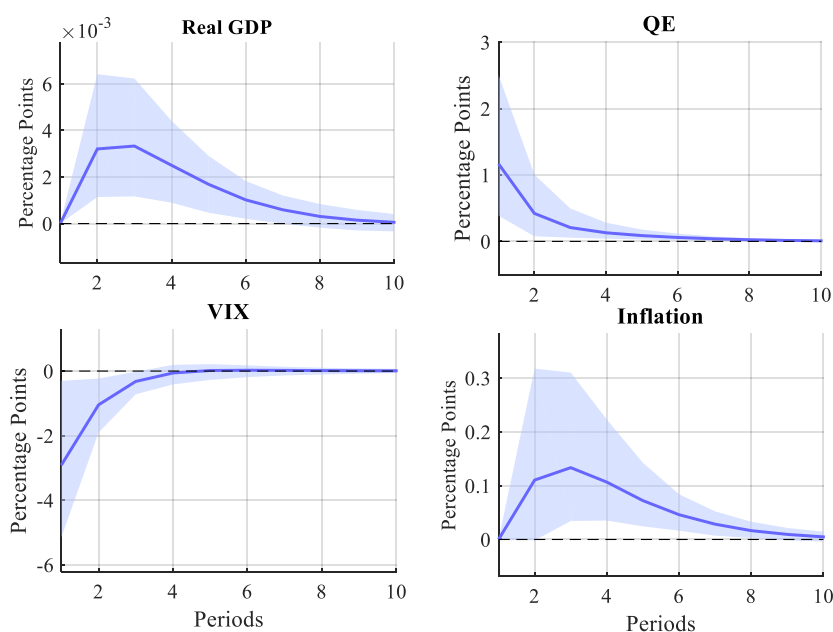 ×10⁻³
Real GDP
Percentage Points
6
4
2
0
2 4 6 8 10
QE
Percentage Points
3
2
1
0
2 4 6 8 10
VIX
Percentage Points
0
-2
-4
-6
2 4 6 8 10
Periods
Inflation
Percentage Points
0.3
0.2
0.1
0
2 4 6 8 10
Periods